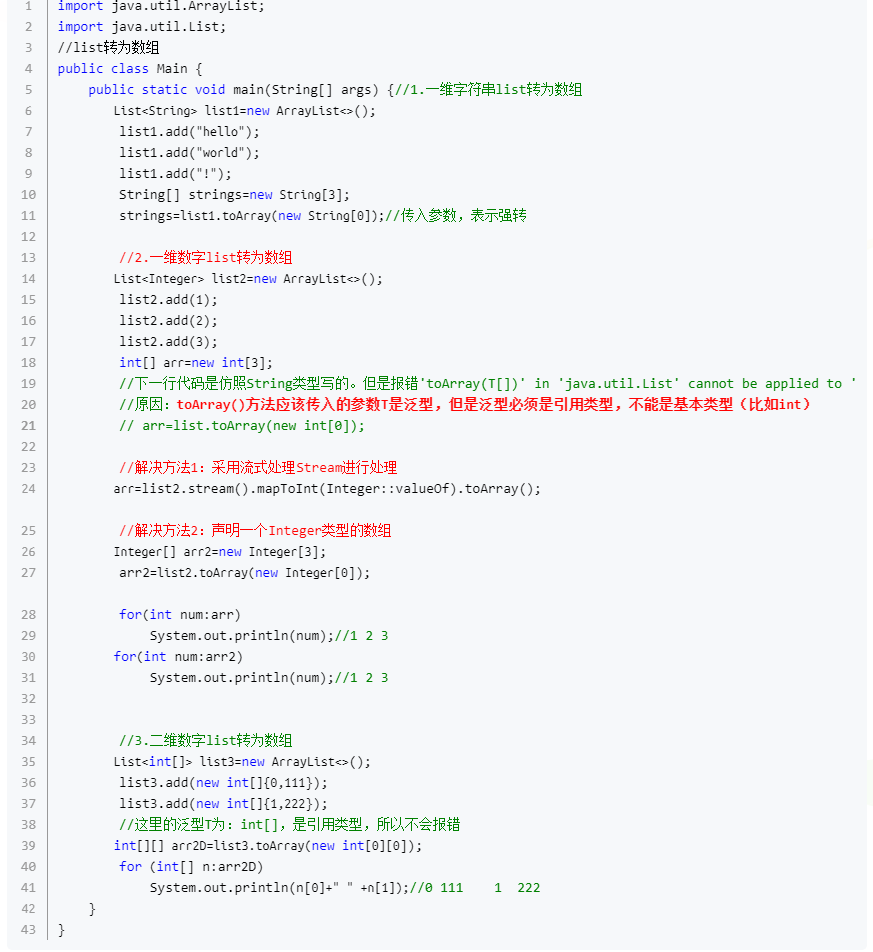 1 import java.util.ArrayList;
2 import java.util.List;
3 //list转为数组
4 public class Main {
5 public static void main(String[] args) {//1.一维字符串list转为数组
6 List<String> list1=new ArrayList<>();
7 list1.add("hello");
8 list1.add("world");
9 list1.add("!");
10 String[] strings=new String[3];
11 strings=list1.toArray(new String[0]);//传入参数，表示强转
12
13 //2.一维数字list转为数组
14 List<Integer> list2=new ArrayList<>();
15 list2.add(1);
16 list2.add(2);
17 list2.add(3);
18 int[] arr=new int[3];
19 //下一行代码是仿照String类型写的。但是报错'toArray(T[])' in 'java.util.List' cannot be applied to '
20 //原因：toArray()方法应该传入的参数T是泛型，但是泛型必须是引用类型，不能是基本类型（比如int）
21 // arr=list.toArray(new int[0]);
22
23 //解决方法1：采用流式处理Stream进行处理
24 arr=list2.stream().mapToInt(Integer::valueOf).toArray();
25 //解决方法2：声明一个Integer类型的数组
26 Integer[] arr2=new Integer[3];
27 arr2=list2.toArray(new Integer[0]);
28 for(int num:arr)
29 System.out.println(num);//1 2 3
30 for(int num:arr2)
31 System.out.println(num);//1 2 3
32
33
34 //3.二维数字list转为数组
35 List<int[]> list3=new ArrayList<>();
36 list3.add(new int[]{0,111});
37 list3.add(new int[]{1,222});
38 //这里的泛型T为：int[]，是引用类型，所以不会报错
39 int[][] arr2D=list3.toArray(new int[0][0]);
40 for (int[] n:arr2D)
41 System.out.println(n[0]+" " +n[1]);//0 111    1  222
42 }
43 }